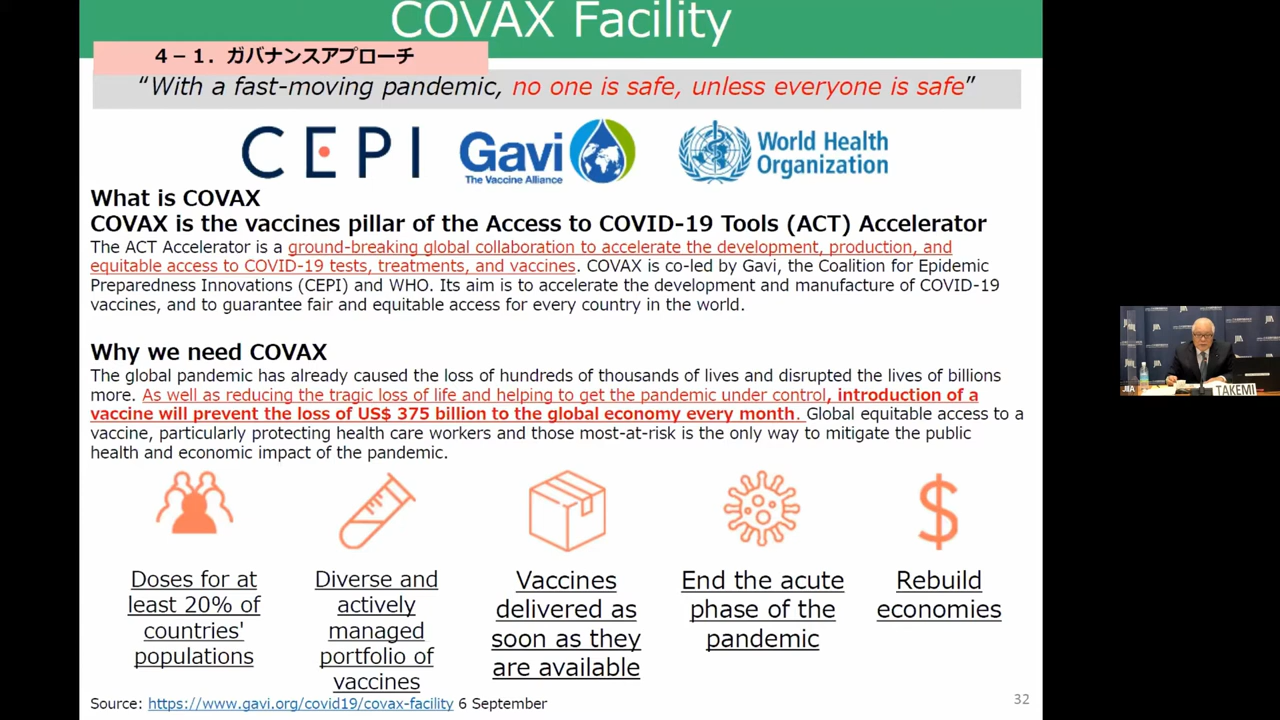 COVAX Facility
４－１．ガバナンスアプローチ
“With a fast-moving pandemic, no one is safe, unless everyone is safe”
CEPI
Gavi
The Vaccine Alliance
World Health
Organization
What is COVAX
COVAX is the vaccines pillar of the Access to COVID-19 Tools (ACT) Accelerator
The ACT Accelerator is a ground-breaking global collaboration to accelerate the development, production, and
equitable access to COVID-19 tests, treatments, and vaccines. COVAX is co-led by Gavi, the Coalition for Epidemic
Preparedness Innovations (CEPI) and WHO. Its aim is to accelerate the development and manufacture of COVID-19
vaccines, and to guarantee fair and equitable access for every country in the world.
Why we need COVAX
The global pandemic has already caused the loss of hundreds of thousands of lives and disrupted the lives of billions
more. As well as reducing the tragic loss of life and helping to get the pandemic under control, introduction of a
vaccine will prevent the loss of US$ 375 billion to the global economy every month. Global equitable access to a
vaccine, particularly protecting health care workers and those most-at-risk is the only way to mitigate the public
health and economic impact of the pandemic.
Doses for at
least 20% of
countries'
populations
Diverse and
actively
managed
portfolio of
vaccines
Vaccines
delivered as
soon as they
are available
End the acute
phase of the
pandemic
$
Rebuild
economies
Source: https://www.gavi.org/covid19/covax-facility 6 September
32
JIIA
TAKEMI